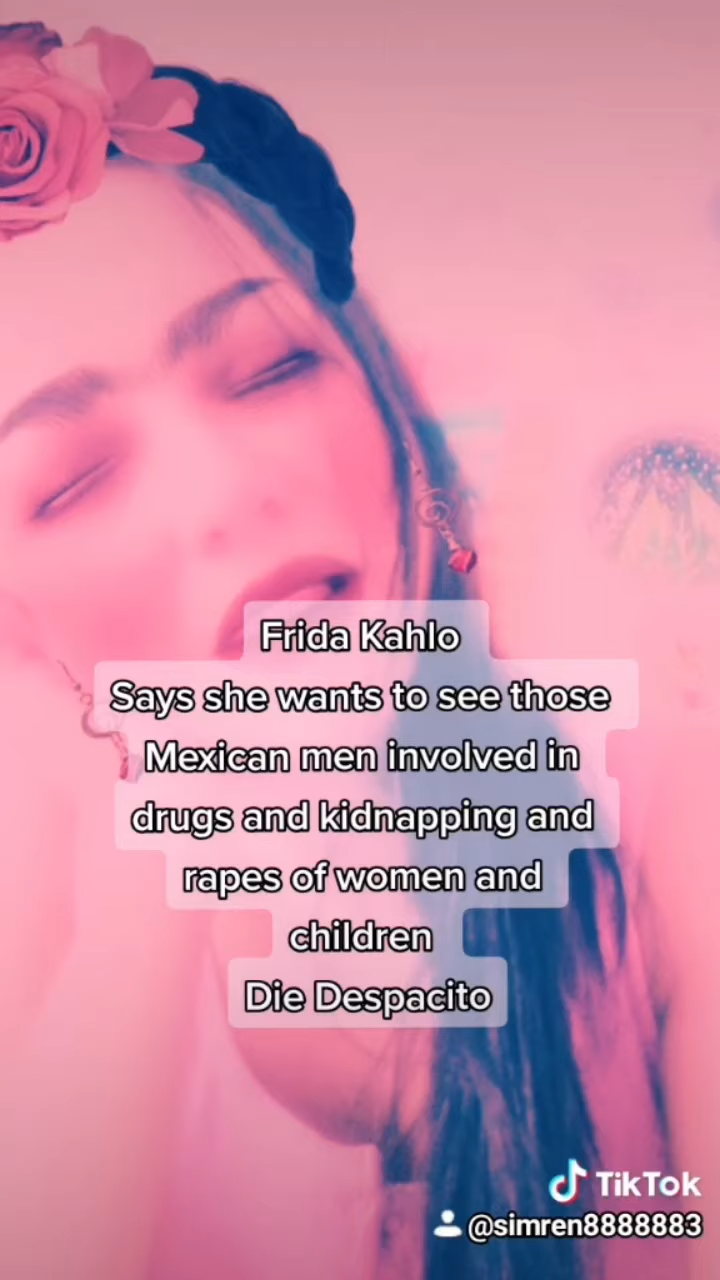 Frida Kahlo
Says she wants to see those
Mexican men involved in
drugs and kidnapping and
rapes of women and
children
Die Despacito
TikTok
@simren8888883